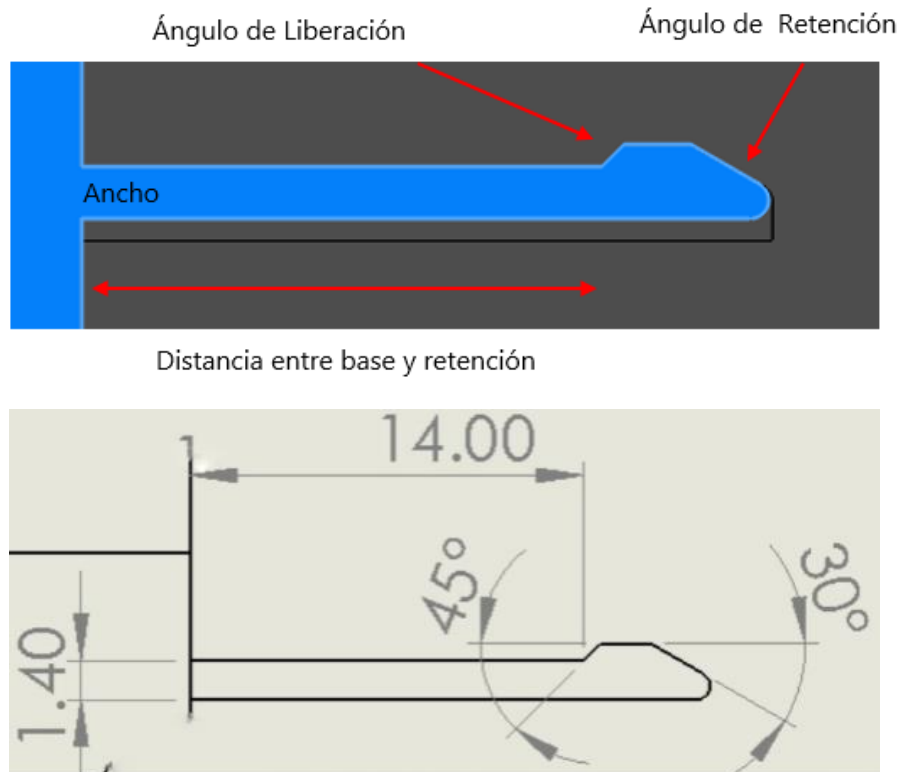 Ángulo de Liberación
Ángulo de Retención
Ancho
Distancia entre base y retención
14.00
45°
30°
1.40